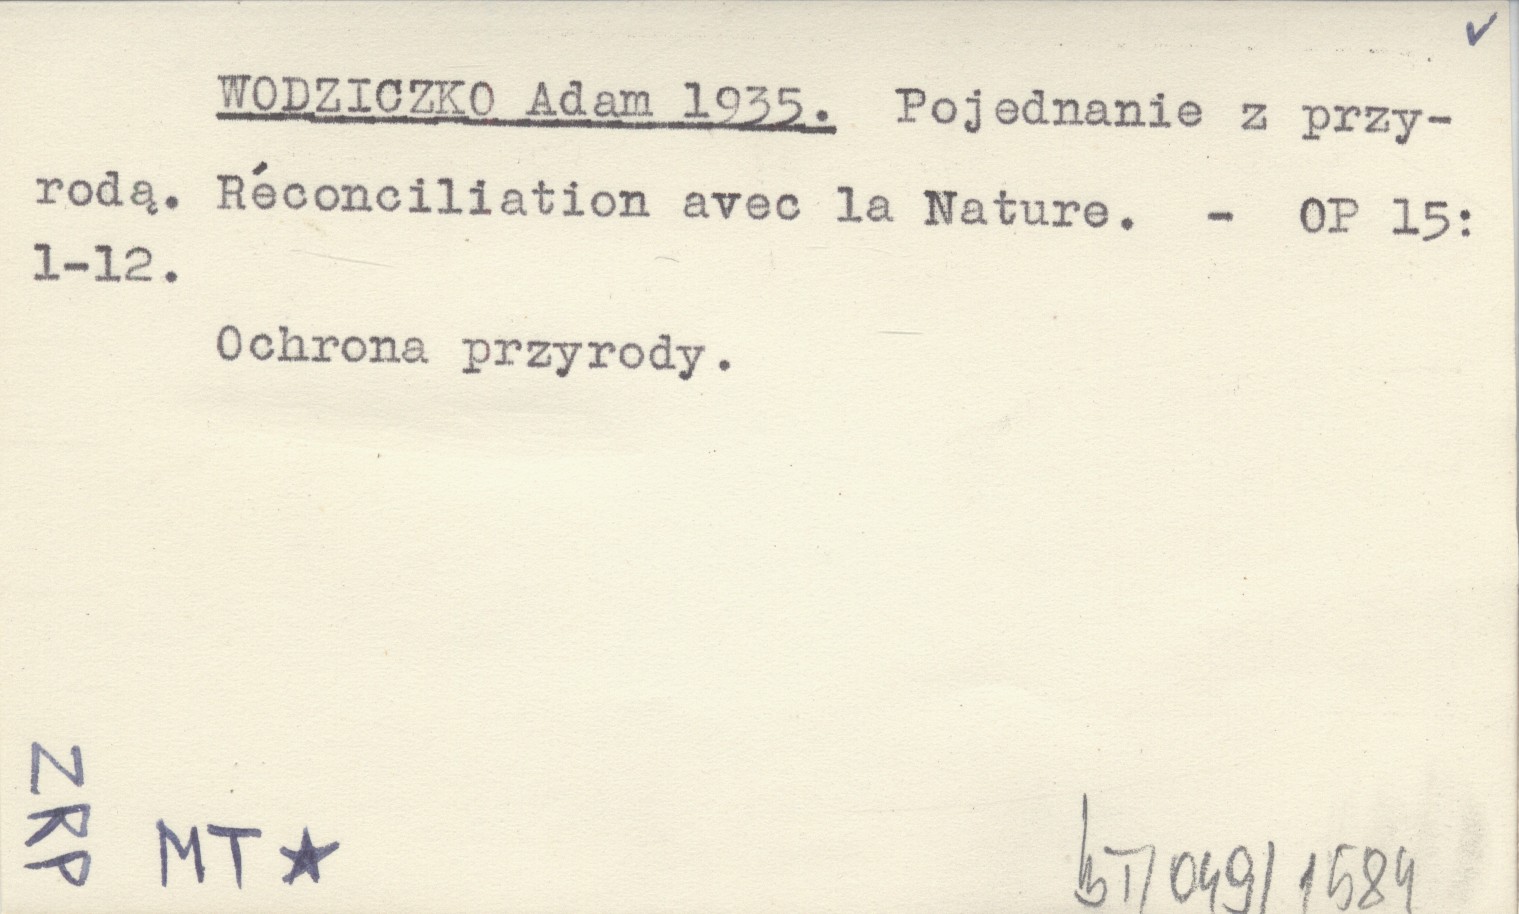 WODZICZKO Adam 1935. Pojednanie z przy-
rodą. Réconciliation avec la Nature. - OP 15:
1-12.
Ochrona przyrody.
ZRP
MT ★
/049/1584